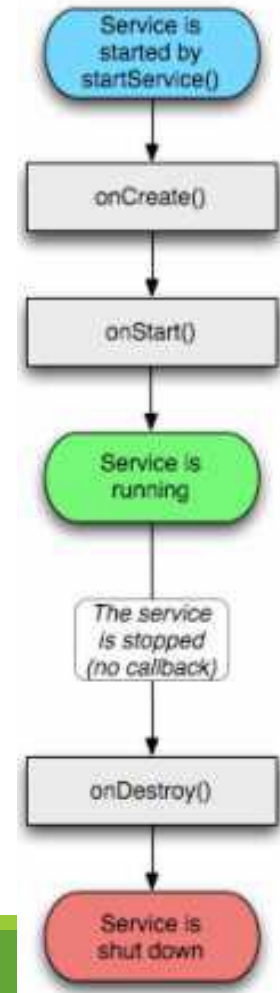 Service is
started by
startService()
onCreate()
onStart()
Service is
running
The service
is stopped
(no callback)
onDestroy()
Service is
shut down